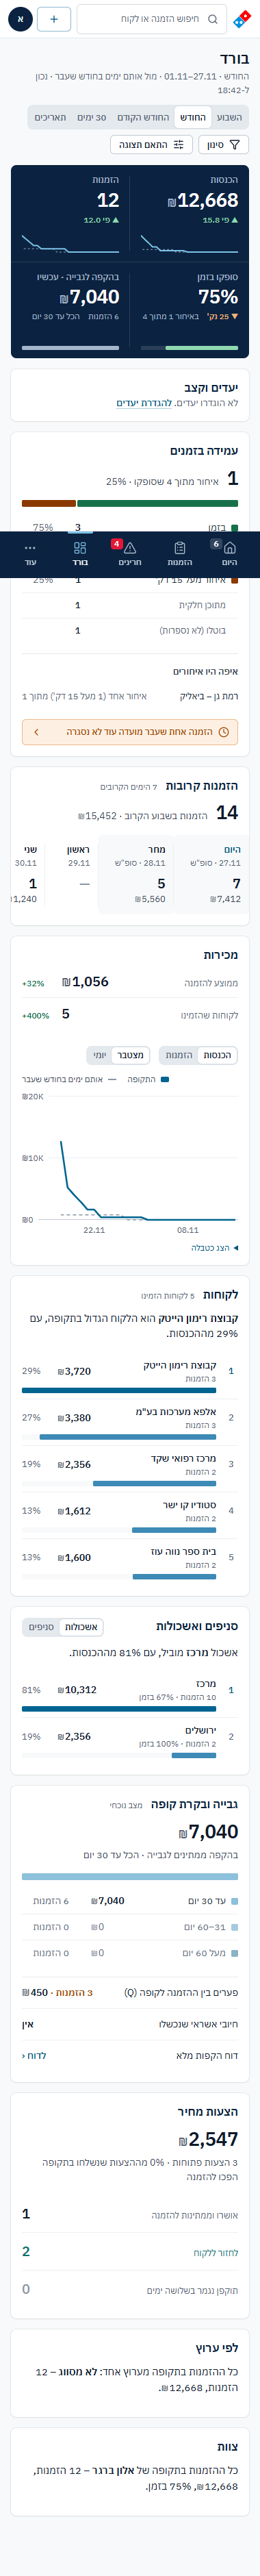 חיפוש הזמנה או לקוח
+
א
בורד
החודש · 01.11–27.11 · מול אותם ימים בחודש שעבר · נכון
ל-18:42
השבוע
החודש
החודש הקודם
30 ימים
תאריכים
סינון
התאם תצוגה
הכנסות
₪12,668
▲ פי 15.8
הזמנות
12
▲ פי 12.0
סופקו בזמן
75%
▼ 25 נק' באיחור 1 מתוך 4
בהקפה לגבייה · עכשיו
₪7,040
6 הזמנות הכל עד 30 יום
יעדים וקצב
לא הוגדרו יעדים. להגדרת יעדים
עמידה בזמנים
1 איחור מתוך 4 שסופקו · 25%
בזמן 3 75%
היום 6
הזמנות
חריגים 4
בורד
עוד
איחור מעל 15 דק' 1 25%
מתוכן חלקית 1
בוטלו (לא נספרות) 1
איפה היו איחורים
רמת גן – ביאליק איחור אחד (1 מעל 15 דק') מתוך 1
הזמנה אחת שעבר מועדה עוד לא נסגרה
הזמנות קרובות 7 הימים הקרובים
14 הזמנות בשבוע הקרוב · ₪15,452
היום
27.11 · סופ"ש
7
₪7,412
מחר
28.11 · סופ"ש
5
₪5,560
ראשון
29.11
—
שני
30.11
1
₪1,240
מכירות
ממוצע להזמנה ₪1,056 +32%
לקוחות שהזמינו 5 +400%
הכנסות
הזמנות
מצטבר
יומי
התקופה
אותם ימים בחודש שעבר
₪20K
₪10K
₪0
22.11
08.11
הצג כטבלה
לקוחות 5 לקוחות הזמינו
קבוצת רימון הייטק הוא הלקוח הגדול בתקופה, עם
29% מההכנסות.
1 קבוצת רימון הייטק ₪3,720 29%
3 הזמנות
2 אלפא מערכות בע"מ ₪3,380 27%
3 הזמנות
3 מרכז רפואי שקד ₪2,356 19%
2 הזמנות
4 סטודיו קו ישר ₪1,612 13%
2 הזמנות
5 בית ספר נווה עוז ₪1,600 13%
2 הזמנות
סניפים ואשכולות
אשכולות
סניפים
אשכול מרכז מוביל, עם 81% מההכנסות.
1 מרכז ₪10,312 81%
10 הזמנות · 67% בזמן
2 ירושלים ₪2,356 19%
2 הזמנות · 100% בזמן
גבייה ובקרת קופה מצב נוכחי
₪7,040
בהקפה ממתינים לגבייה · הכל עד 30 יום
עד 30 יום ₪7,040 6 הזמנות
31–60 יום ₪0 0 הזמנות
מעל 60 יום ₪0 0 הזמנות
פערים בין ההזמנה לקופה (Q) 3 הזמנות · ₪450
חיובי אשראי שנכשלו אין
דוח הקפות מלא לדוח ›
הצעות מחיר
₪2,547
3 הצעות פתוחות · 0% מההצעות שנשלחו בתקופה
הפכו להזמנה
אושרו וממתינות להזמנה 1
לחזור ללקוח 2
תוקפן נגמר בשלושה ימים 0
לפי ערוץ
כל ההזמנות בתקופה מערוץ אחד: לא מסווג – 12
הזמנות, ₪12,668.
צוות
כל ההזמנות בתקופה של אלון ברגר – 12 הזמנות,
₪12,668, 75% בזמן.